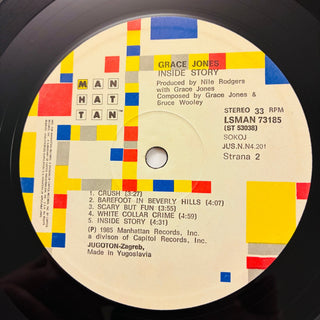 GRACE JONES
INSIDE STORY
Produced by Nile Rodgers
with Grace Jones
Composed by Grace Jones &
Bruce Wooley
MAN
HAT
TAN
STEREO 33 RPM
LSMAN 73185
(ST 53038)
SOKOJ
JUS.N.N4.201
Strana 2
1. CRUSH (3:27)
2. BAREFOOT IN BEVERLY HILLS (4:07)
3. SCARY BUT FUN (3:55)
4. WHITE COLLAR CRIME (4:59)
5. INSIDE STORY (4:31)
(P) 1985 Manhattan Records, Inc.
a divison of Capitol Records, Inc.
JUGOTON-Zagreb,
Made in Yugoslavia